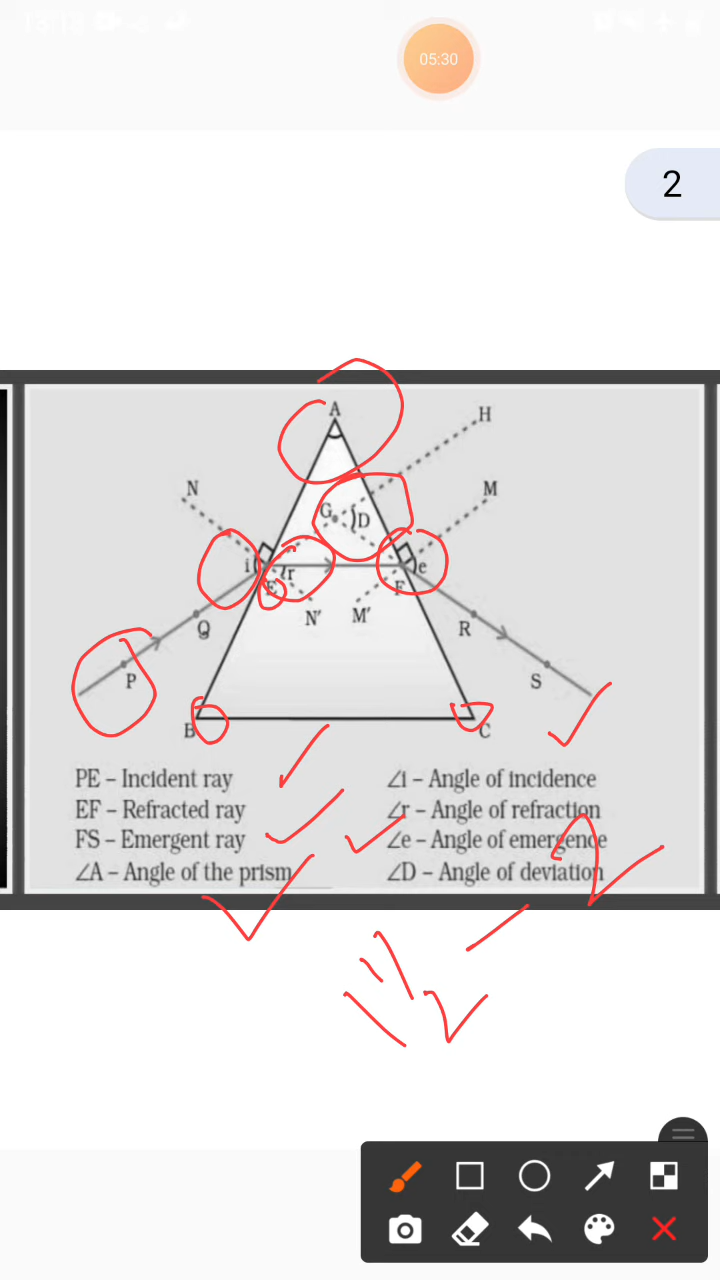 05:30
2
A
H
N
M
G
D
i
r
e
E
F
N′
M′
Q
R
P
S
B
C
PE – Incident ray
EF – Refracted ray
FS – Emergent ray
∠A – Angle of the prism
∠i – Angle of incidence
∠r – Angle of refraction
∠e – Angle of emergence
∠D – Angle of deviation